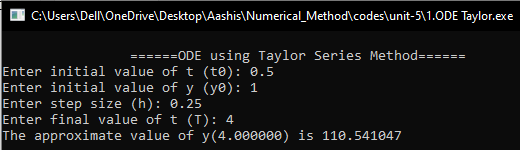 C:\Users\Dell\OneDrive\Desktop\Aashis\Numerical_Method\codes\unit-5\1.ODE Taylor.exe
======ODE using Taylor Series Method======
Enter initial value of t (t0): 0.5
Enter initial value of y (y0): 1
Enter step size (h): 0.25
Enter final value of t (T): 4
The approximate value of y(4.000000) is 110.541047